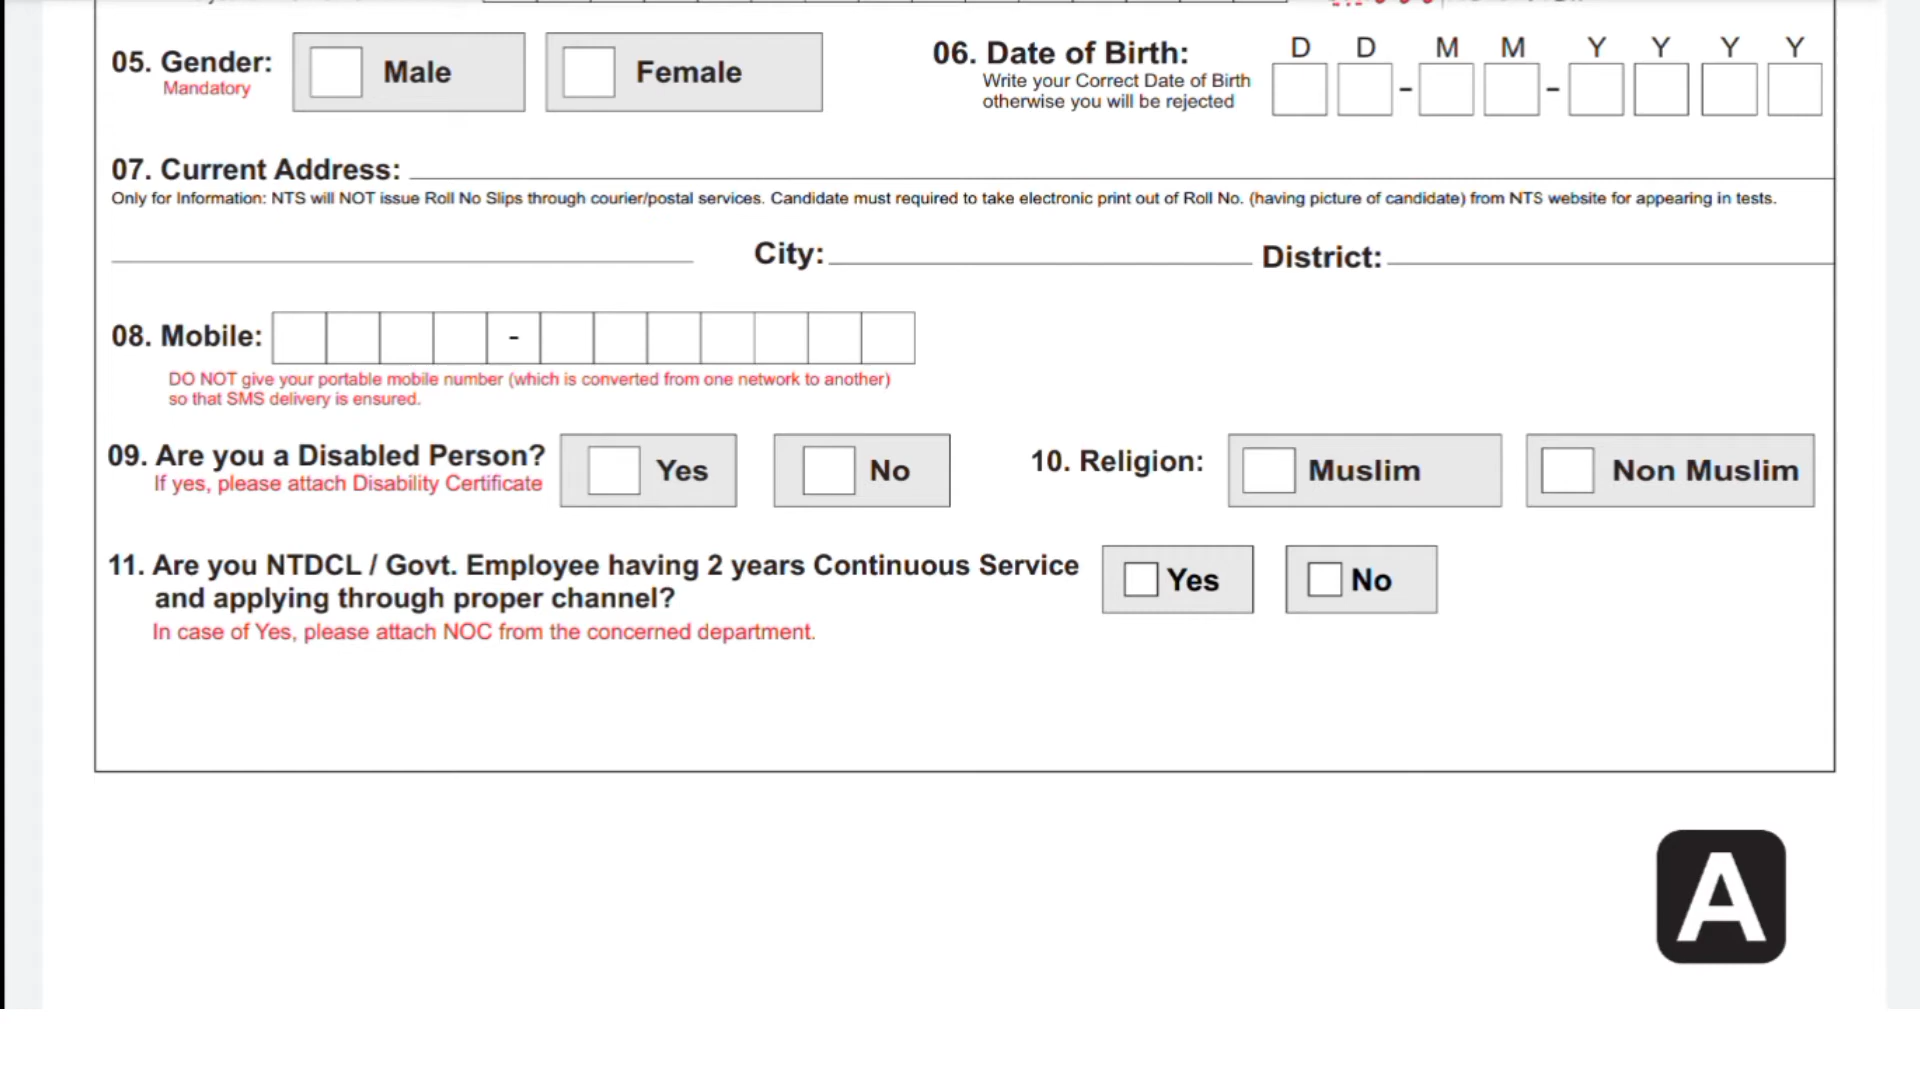 05. Gender:
Mandatory
Male
Female
06. Date of Birth:
Write your Correct Date of Birth
otherwise you will be rejected
D D M M Y Y Y Y
- -
07. Current Address:
Only for Information: NTS will NOT issue Roll No Slips through courier/postal services. Candidate must required to take electronic print out of Roll No. (having picture of candidate) from NTS website for appearing in tests.
City: District:
08. Mobile: -
DO NOT give your portable mobile number (which is converted from one network to another)
so that SMS delivery is ensured.
09. Are you a Disabled Person?
If yes, please attach Disability Certificate
Yes
No
10. Religion:
Muslim
Non Muslim
11. Are you NTDCL / Govt. Employee having 2 years Continuous Service
and applying through proper channel?
In case of Yes, please attach NOC from the concerned department.
Yes
No
A